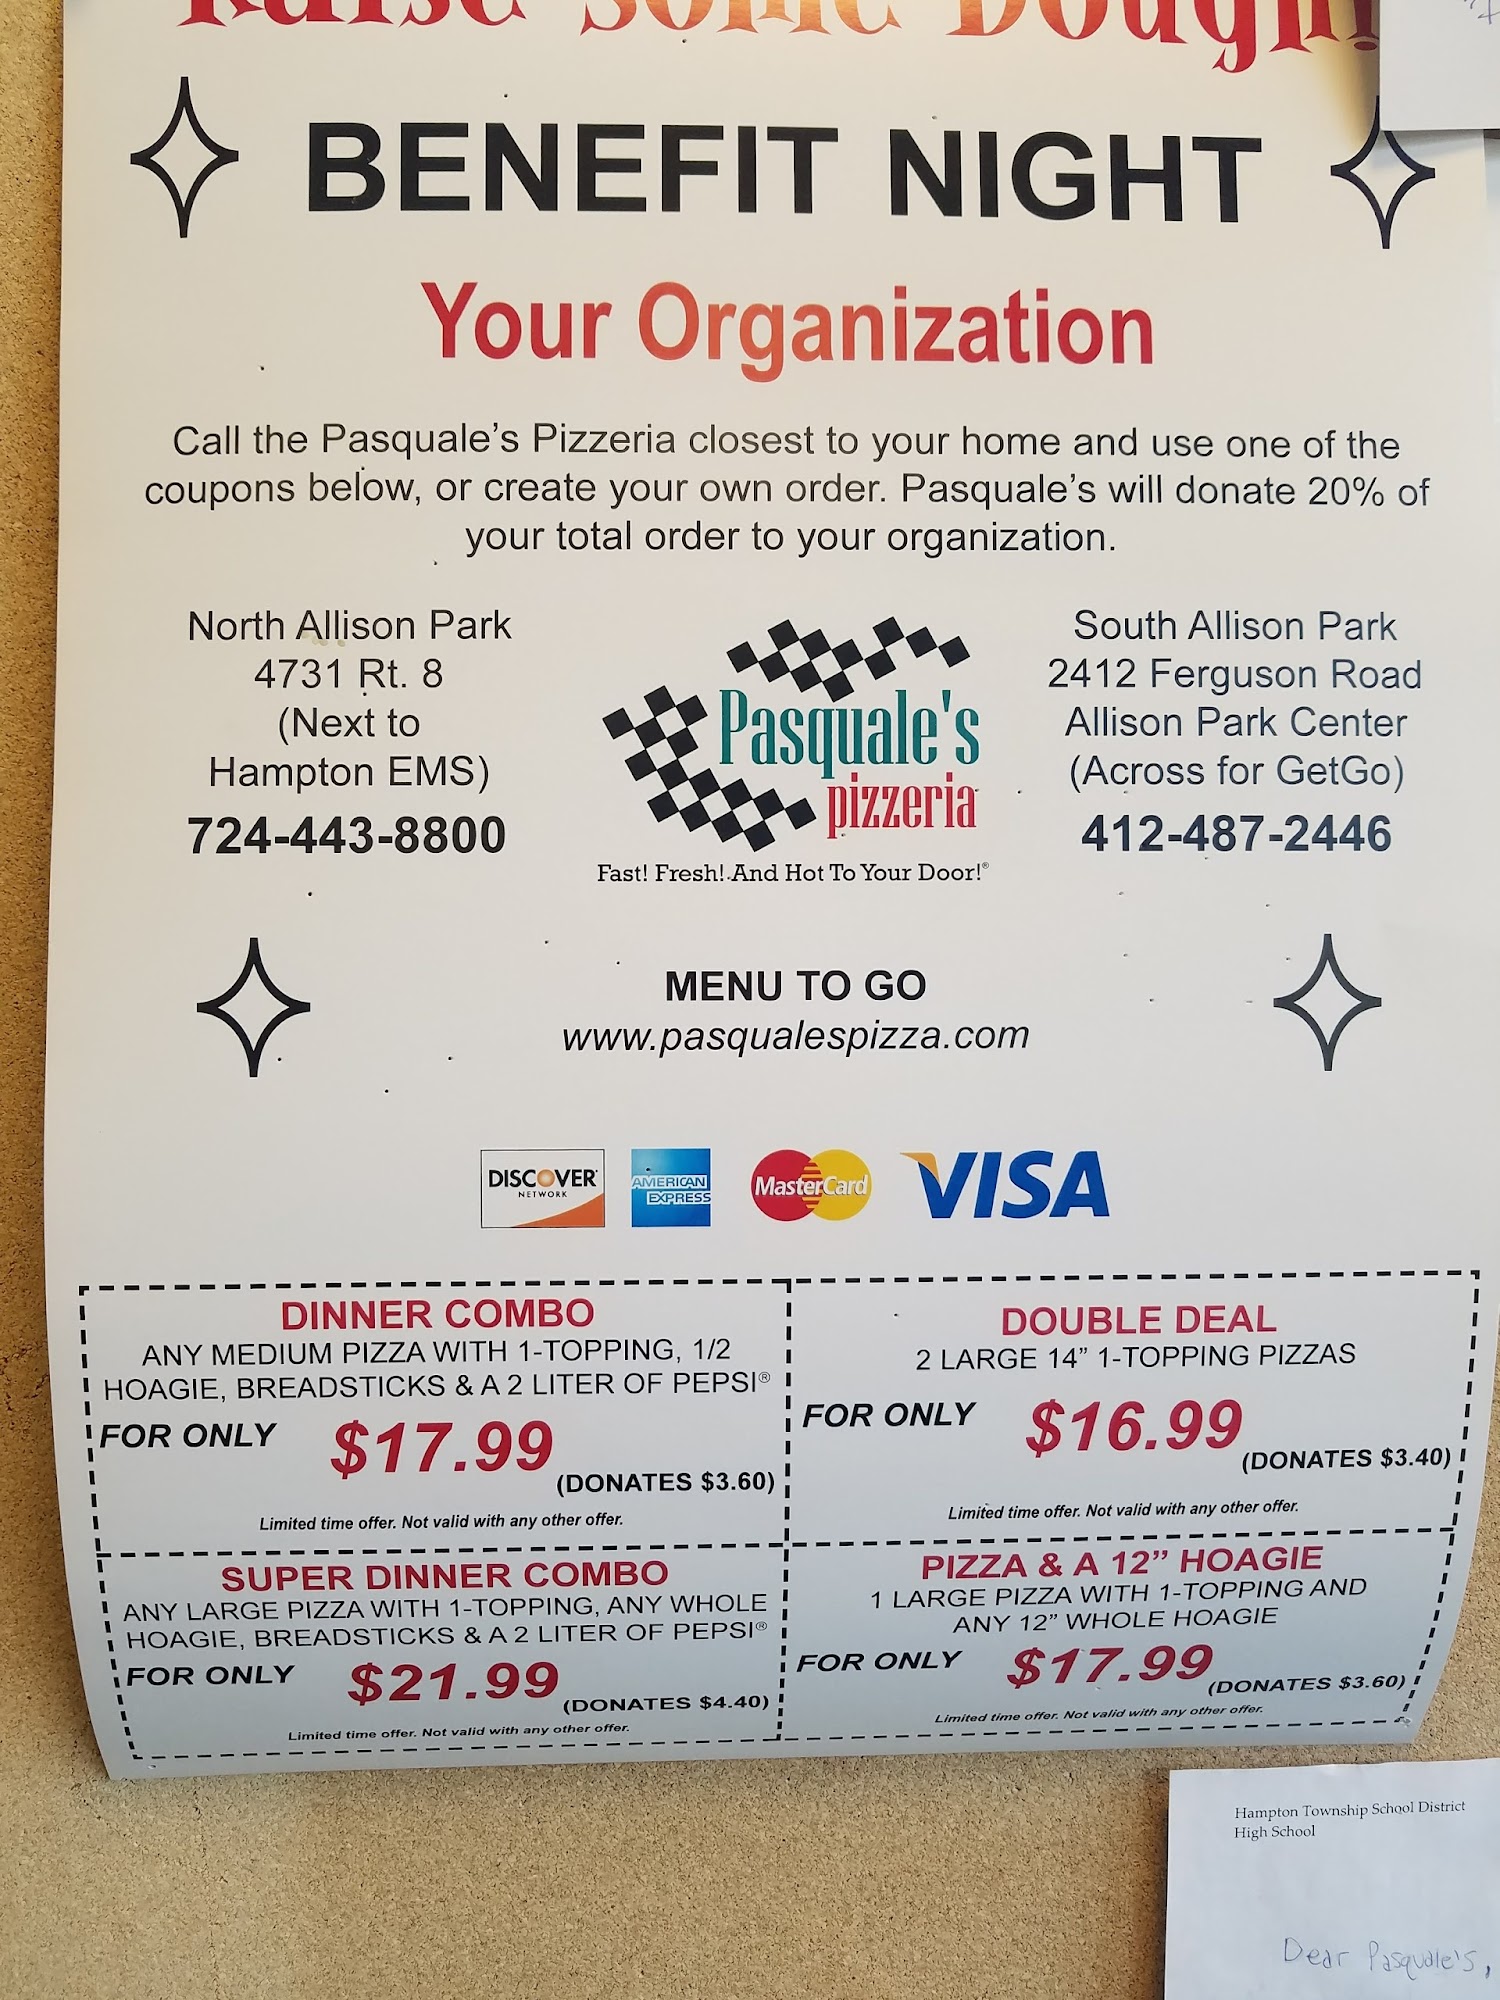 Raise Some Dough!
BENEFIT NIGHT
Your Organization
Call the Pasquale's Pizzeria closest to your home and use one of the
coupons below, or create your own order. Pasquale's will donate 20% of
your total order to your organization.
North Allison Park
4731 Rt. 8
(Next to
Hampton EMS)
724-443-8800
Pasquale's
pizzeria
Fast! Fresh! And Hot To Your Door!®
South Allison Park
2412 Ferguson Road
Allison Park Center
(Across for GetGo)
412-487-2446
MENU TO GO
www.pasqualespizza.com
DISCOVER
NETWORK
AMERICAN
EXPRESS
MasterCard
VISA
DINNER COMBO
ANY MEDIUM PIZZA WITH 1-TOPPING, 1/2
HOAGIE, BREADSTICKS & A 2 LITER OF PEPSI®
FOR ONLY $17.99
(DONATES $3.60)
Limited time offer. Not valid with any other offer.
DOUBLE DEAL
2 LARGE 14" 1-TOPPING PIZZAS
FOR ONLY $16.99
(DONATES $3.40)
Limited time offer. Not valid with any other offer.
SUPER DINNER COMBO
ANY LARGE PIZZA WITH 1-TOPPING, ANY WHOLE
HOAGIE, BREADSTICKS & A 2 LITER OF PEPSI®
FOR ONLY $21.99
(DONATES $4.40)
Limited time offer. Not valid with any other offer.
PIZZA & A 12" HOAGIE
1 LARGE PIZZA WITH 1-TOPPING AND
ANY 12" WHOLE HOAGIE
FOR ONLY $17.99
(DONATES $3.60)
Limited time offer. Not valid with any other offer.
Hampton Township School District
High School
Dear Pasquale's,